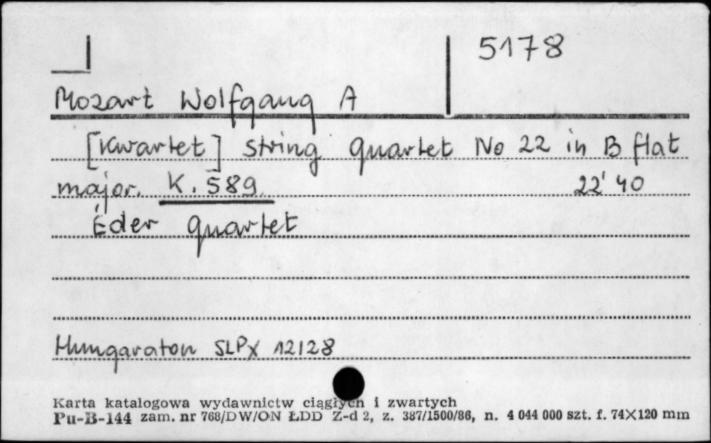 5178
Mozart Wolfgang A
[Kwartet] String quartet No 22 in B flat
major. K. 589 22'40
Éder quartet
Hungaraton SLPX 12128
Karta katalogowa wydawnictw ciągłych i zwartych
Pu-B-144 zam. nr 768/DW/ON ŁDD Z-d 2, z. 387/1500/86, n. 4 044 000 szt. f. 74X120 mm